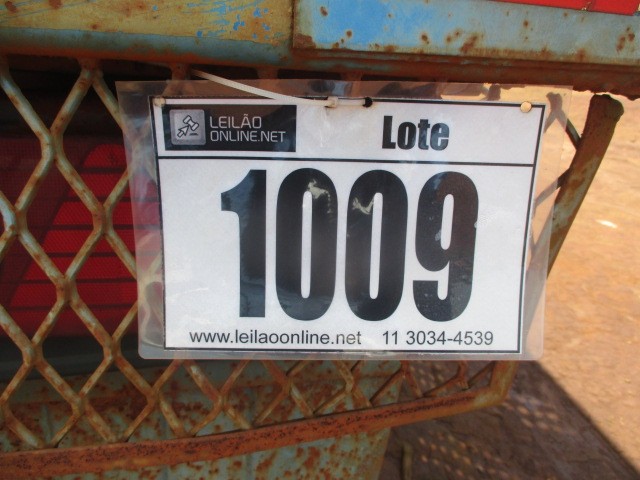 LEILÃO
ONLINE.NET
Lote
1009
www.leilaoonline.net 11 3034-4539